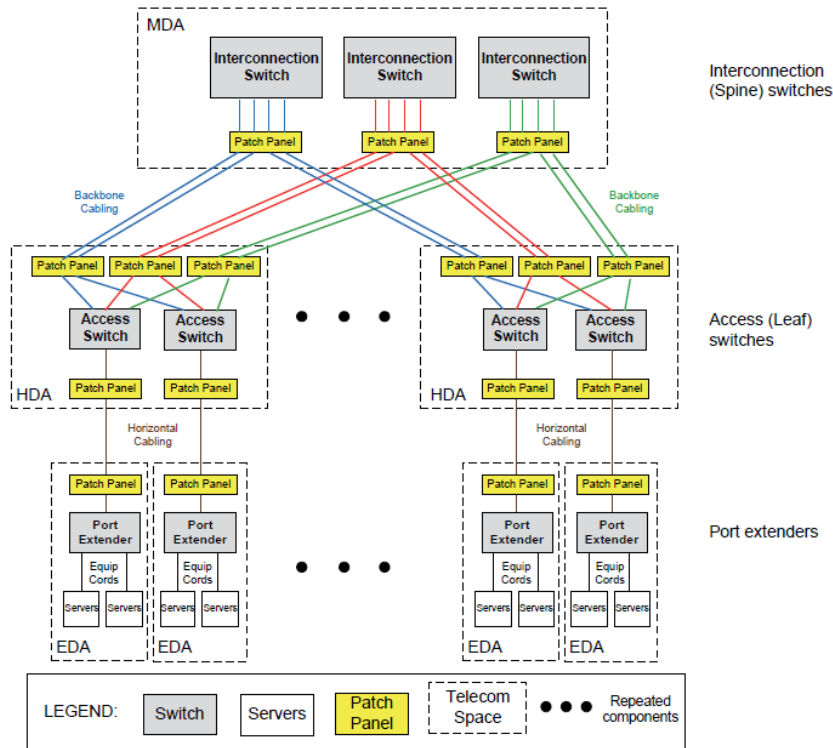 MDA
Interconnection
Switch
Interconnection
Switch
Interconnection
Switch
Interconnection
(Spine) switches
Patch Panel
Patch Panel
Patch Panel
Backbone
Cabling
Backbone
Cabling
Patch Panel
Patch Panel
Patch Panel
Patch Panel
Patch Panel
Patch Panel
Access
Switch
Access
Switch
Access
Switch
Access
Switch
Access (Leaf)
switches
Patch Panel
Patch Panel
Patch Panel
Patch Panel
HDA
HDA
Horizontal
Cabling
Horizontal
Cabling
Patch Panel
Patch Panel
Patch Panel
Patch Panel
Port
Extender
Port
Extender
Port
Extender
Port
Extender
Port extenders
Equip
Cords
Equip
Cords
Equip
Cords
Equip
Cords
Servers
Servers
Servers
Servers
Servers
Servers
Servers
Servers
EDA
EDA
EDA
EDA
LEGEND:
Switch
Servers
Patch
Panel
Telecom
Space
Repeated
components